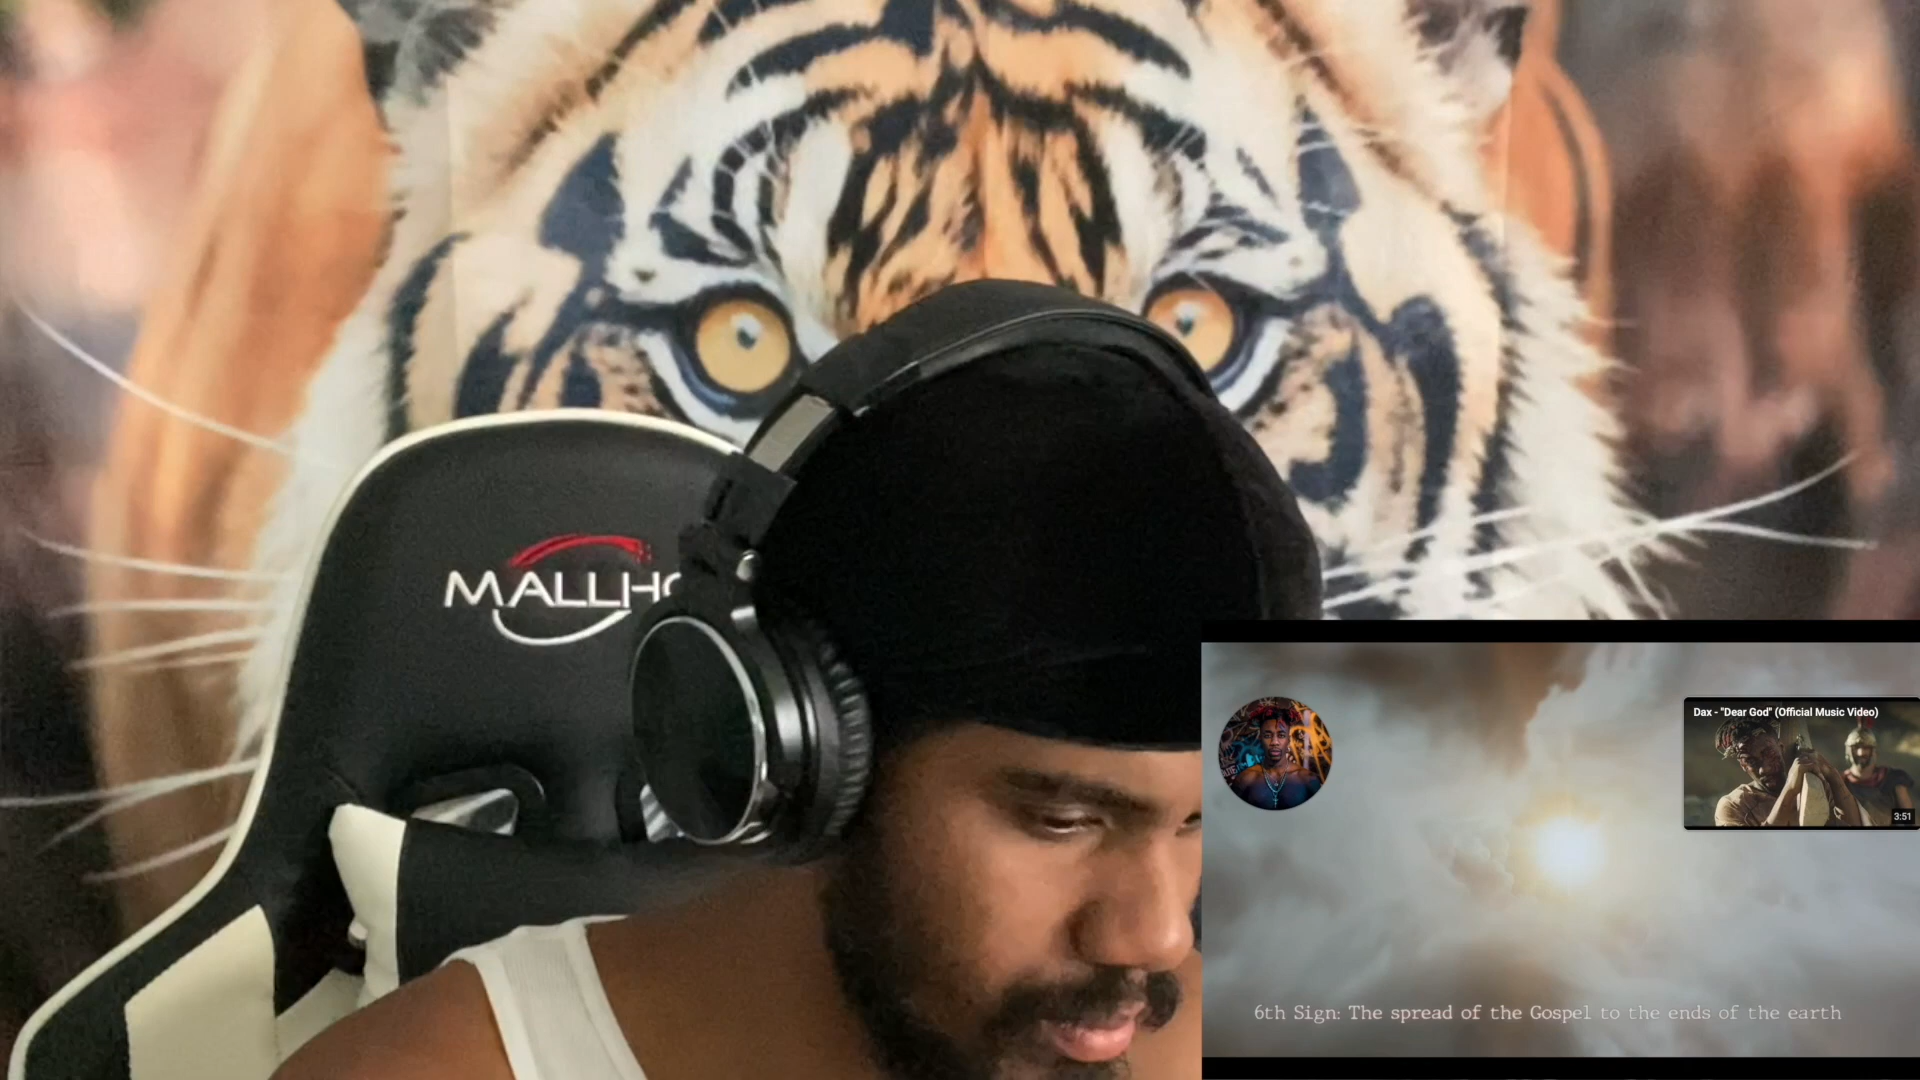 MALLHO
Dax - "Dear God" (Official Music Video)
3:51
6th Sign: The spread of the Gospel to the ends of the earth